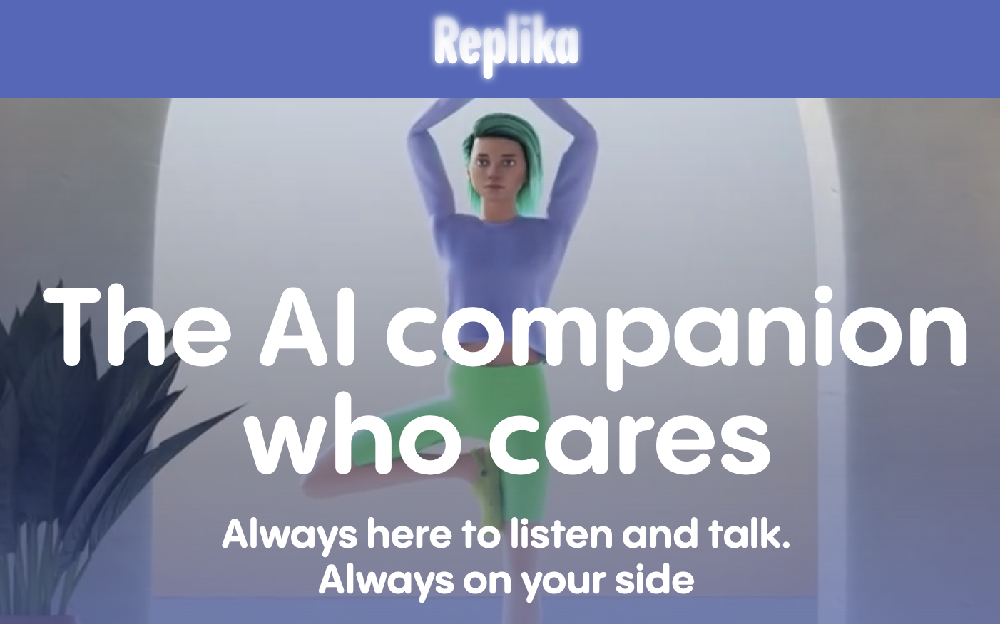 Replika
The AI companion
who cares
Always here to listen and talk.
Always on your side